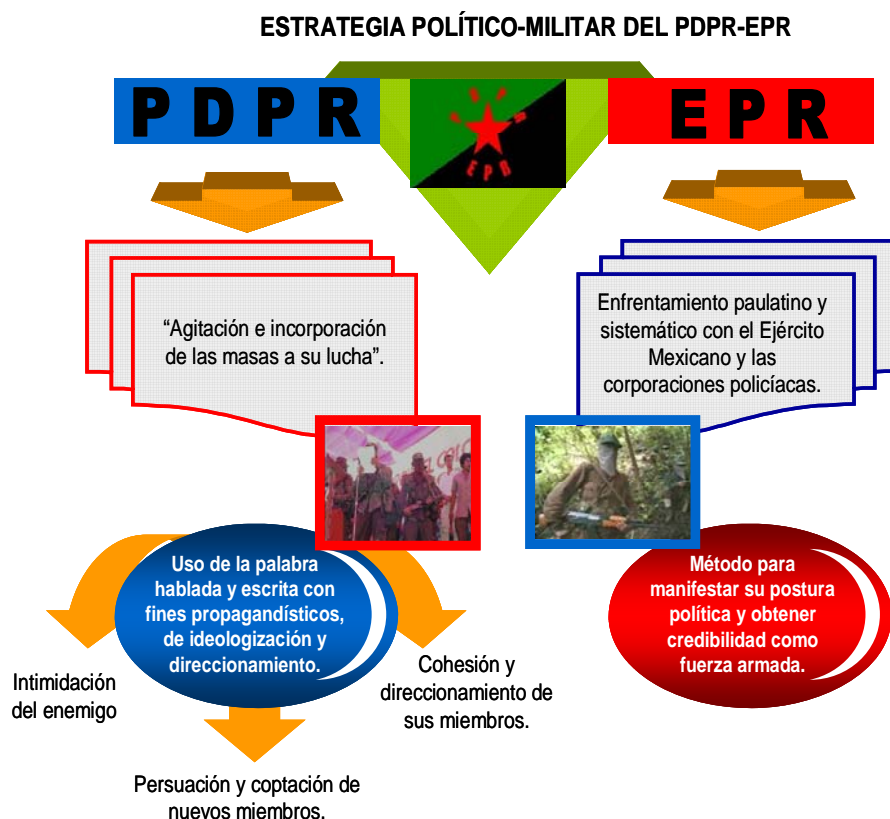 ESTRATEGIA POLÍTICO-MILITAR DEL PDPR-EPR
P D P R
E P R
E P R
“Agitación e incorporación
de las masas a su lucha”.
Enfrentamiento paulatino y
sistemático con el Ejército
Mexicano y las
corporaciones policíacas.
Uso de la palabra
hablada y escrita con
fines propagandísticos,
de ideologización y
direccionamiento.
Método para
manifestar su postura
política y obtener
credibilidad como
fuerza armada.
Intimidación
del enemigo
Cohesión y
direccionamiento de
sus miembros.
Persuación y coptación de
nuevos miembros.